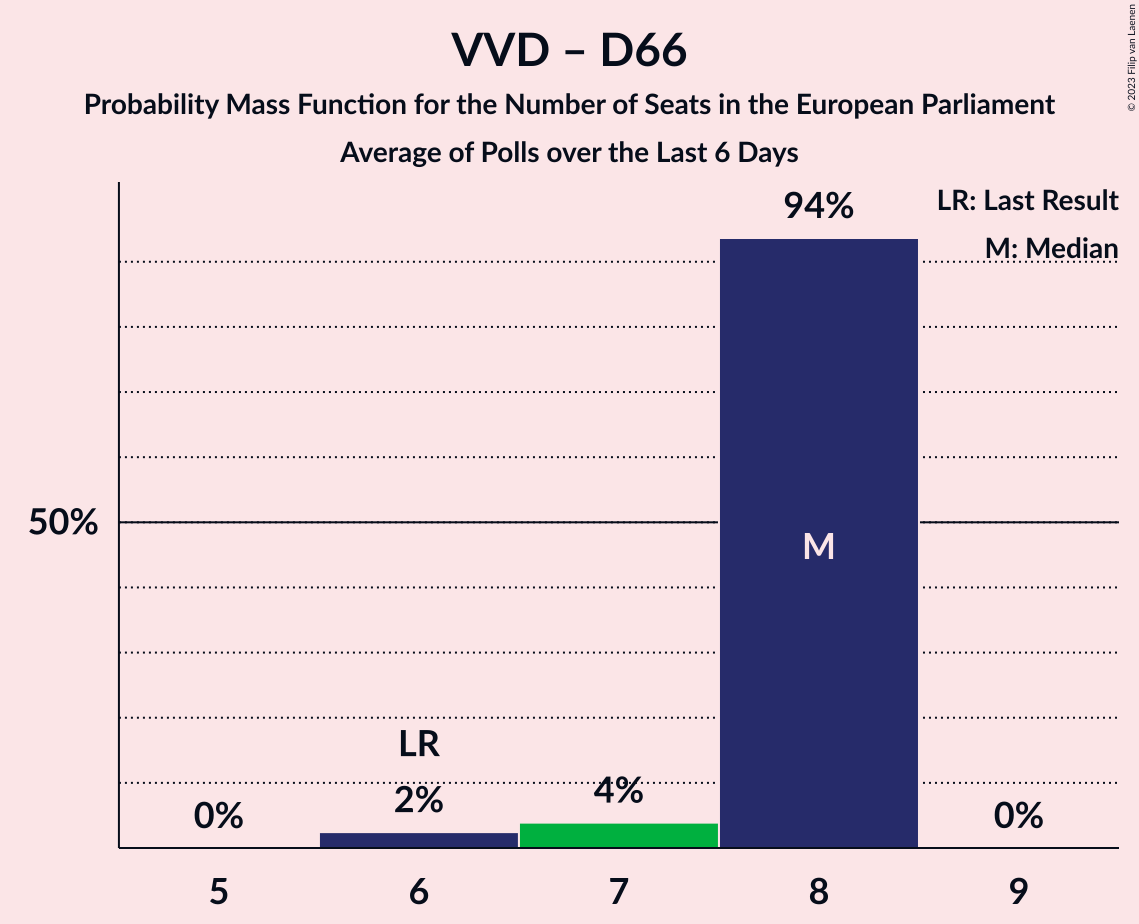 VVD – D66
Probability Mass Function for the Number of Seats in the European Parliament
Average of Polls over the Last 6 Days
© 2023 Filip van Laenen
LR: Last Result
M: Median
94%
50%
M
LR
0%
2%
4%
0%
5 6 7 8 9